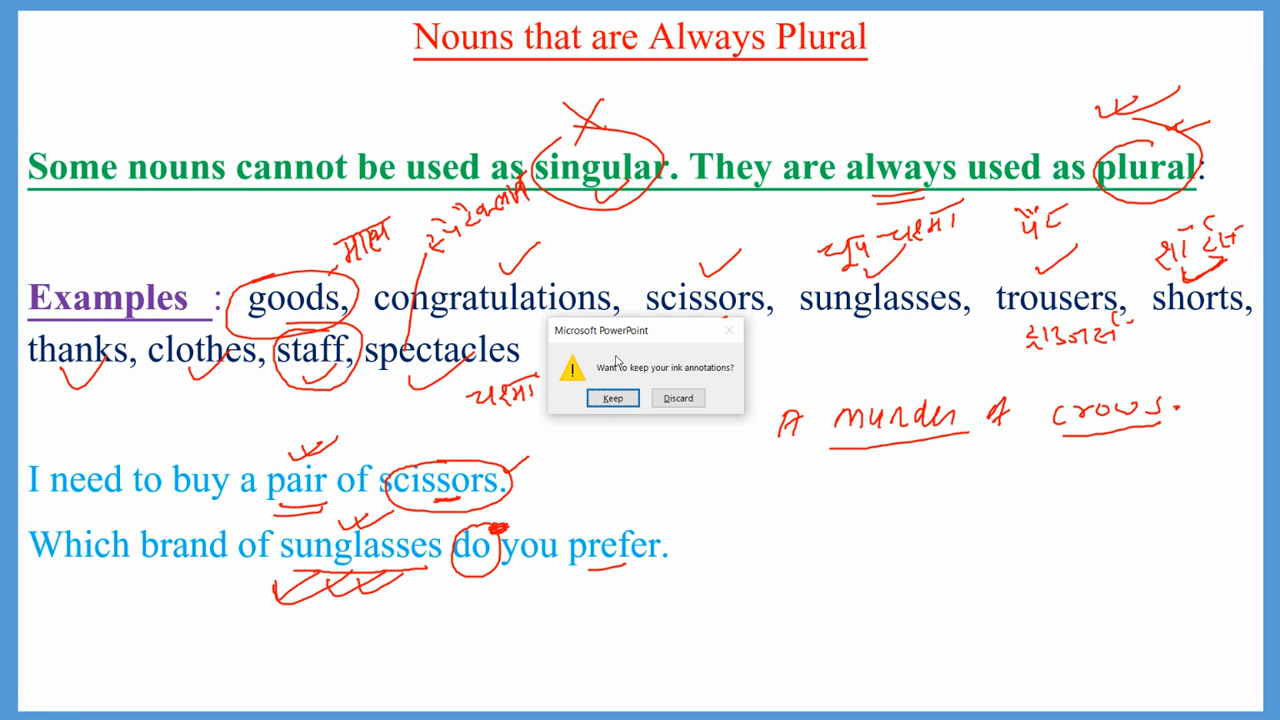 Nouns that are Always Plural
Some nouns cannot be used as singular. They are always used as plural:
માલ
પેંટ
Examples : goods, congratulations, scissors, sunglasses, trousers, shorts,
thanks, clothes, staff, spectacles
ચશ્મા
Microsoft PowerPoint
Want to keep your ink annotations?
Keep Discard
A murder of crows.
I need to buy a pair of scissors.
Which brand of sunglasses do you prefer.